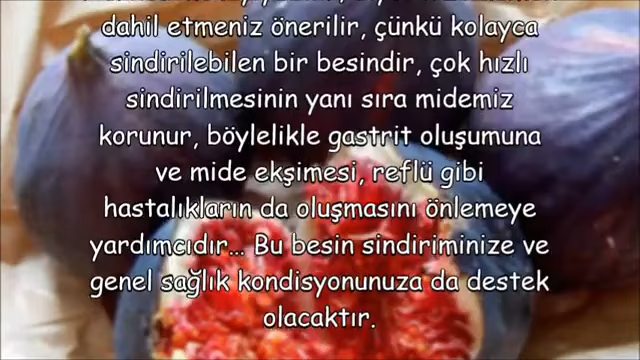 dahil etmeniz önerilir, çünkü kolayca
sindirilebilen bir besindir, çok hızlı
sindirilmesinin yanı sıra midemiz
korunur, böylelikle gastrit oluşumuna
ve mide ekşimesi, reflü gibi
hastalıkların da oluşmasını önlemeye
yardımcıdır... Bu besin sindiriminize ve
genel sağlık kondisyonunuza da destek
olacaktır.